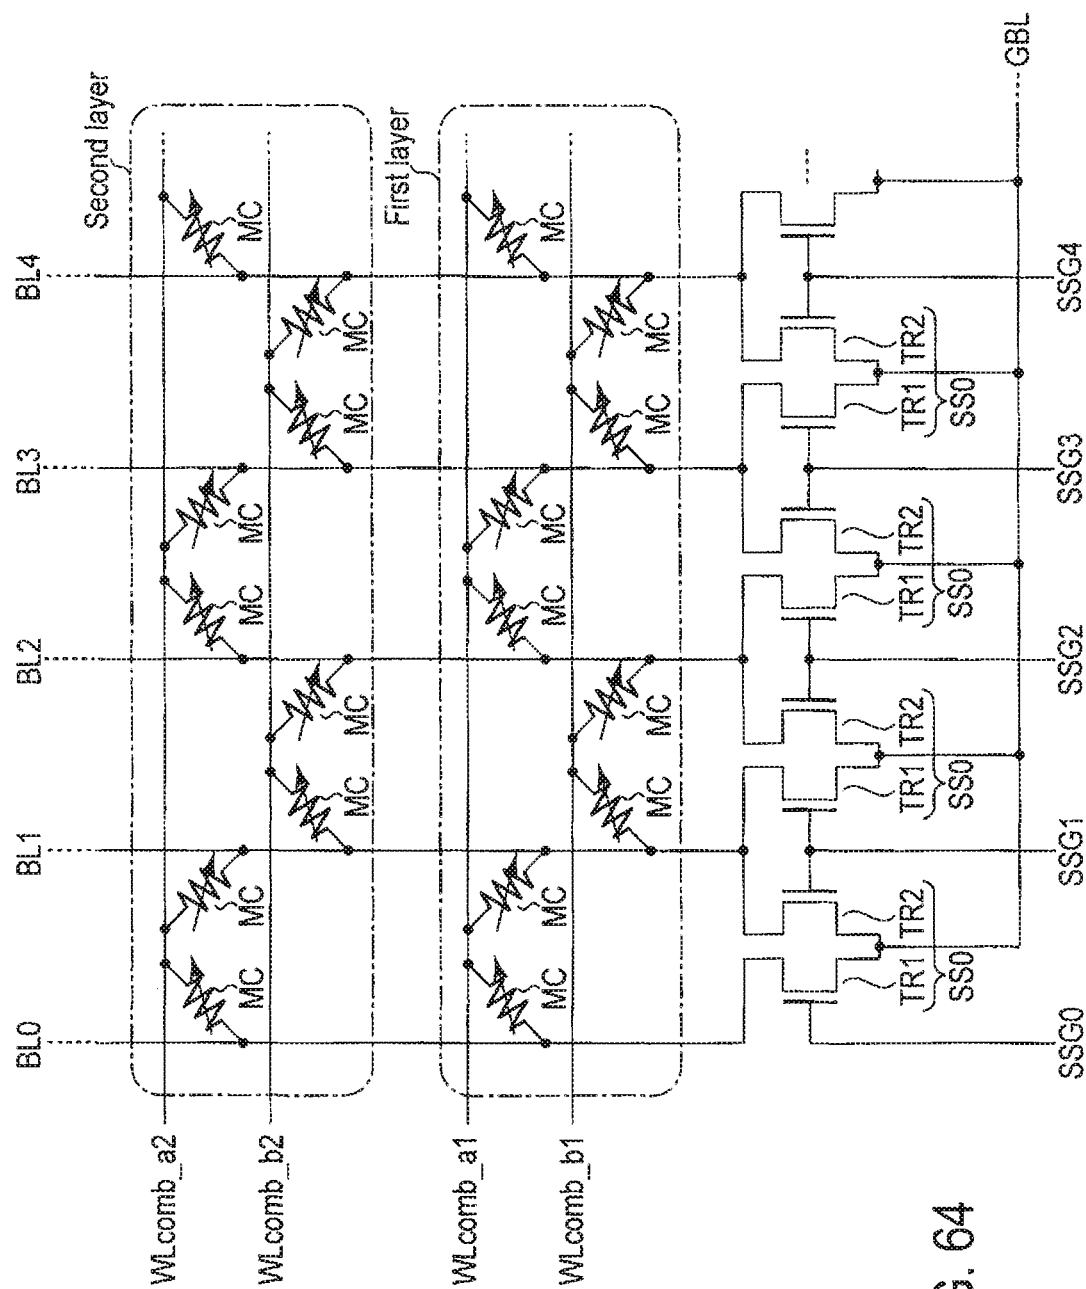 BL0 BL1 BL2 BL3 BL4
Second layer
WLcomb_a2
MC MC MC MC MC
WLcomb_b2
MC MC MC MC
First layer
WLcomb_a1
MC MC MC MC MC
WLcomb_b1
MC MC MC MC
TR1 TR2 TR1 TR2 TR1 TR2 TR1 TR2
SS0 SS0 SS0 SS0
GBL
SSG0 SSG1 SSG2 SSG3 SSG4
G. 64